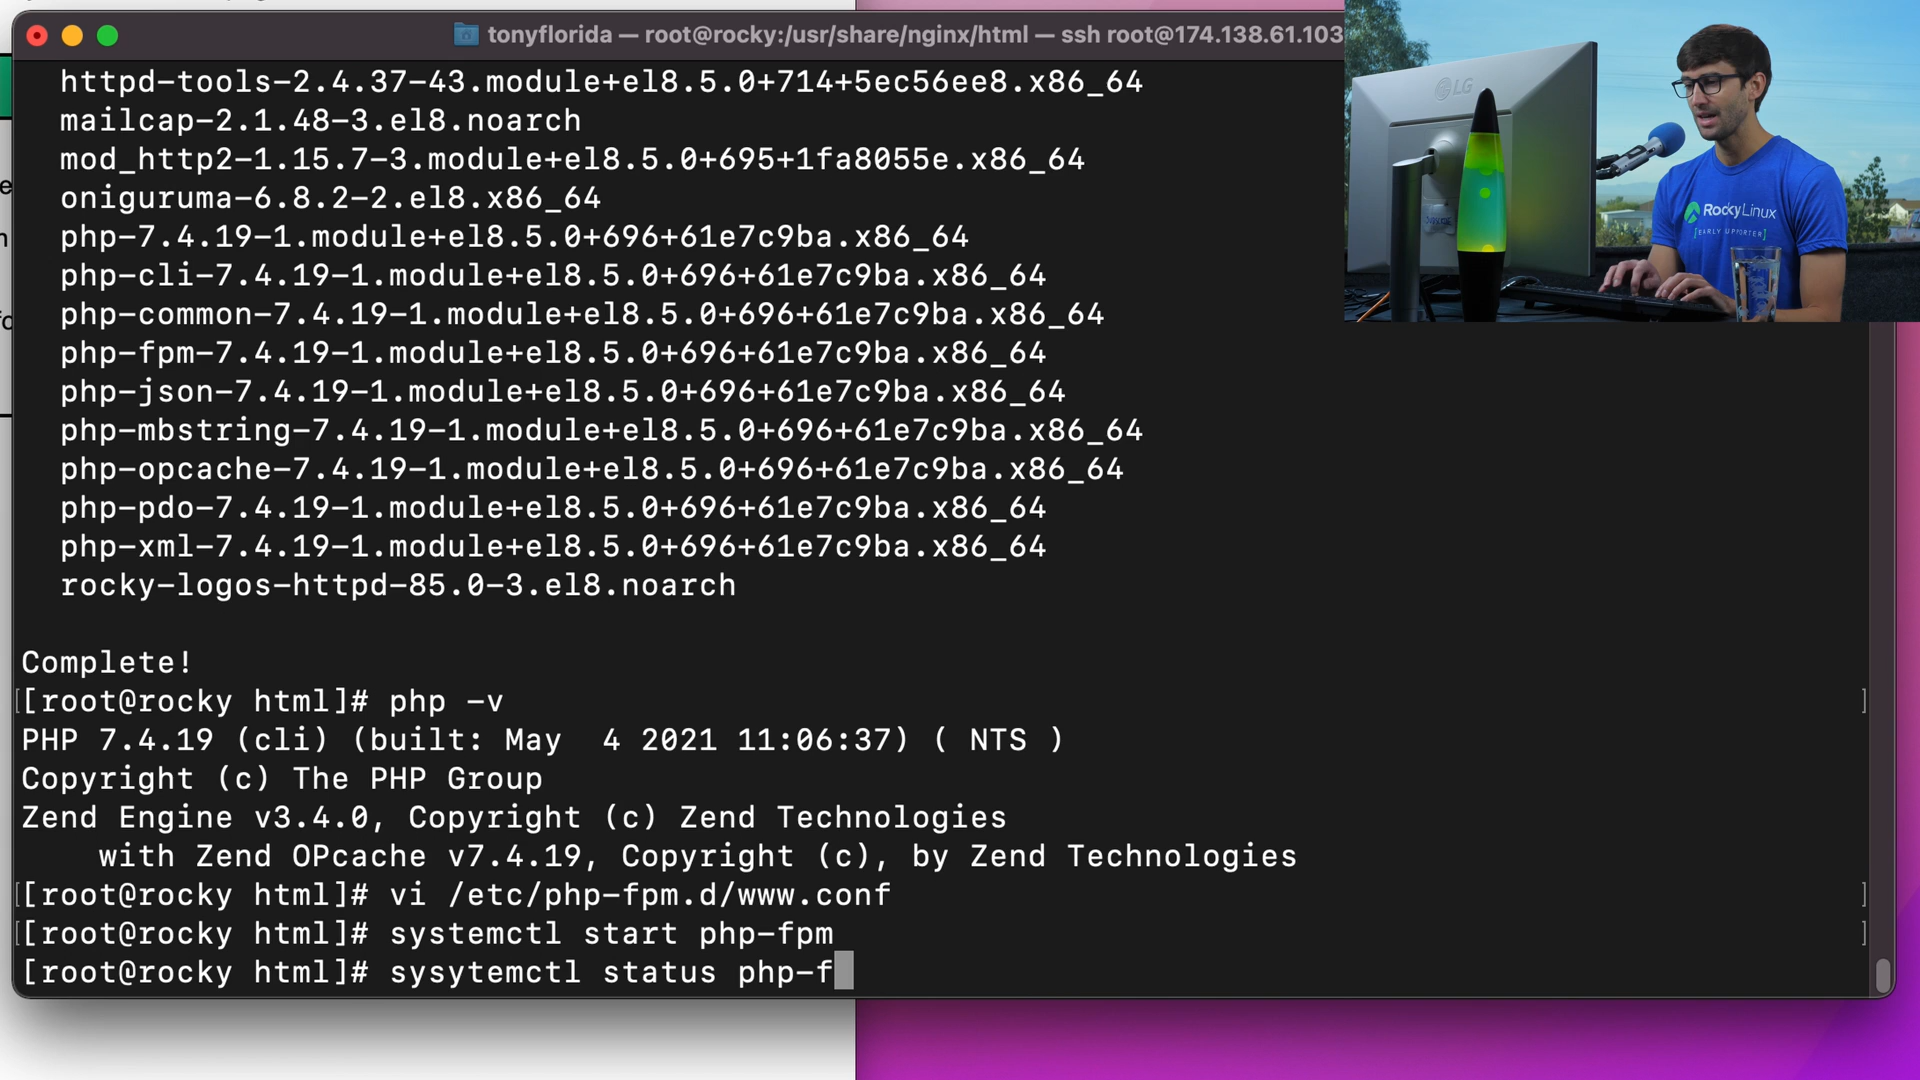 tonyflorida — root@rocky:/usr/share/nginx/html — ssh root@174.138.61.103
httpd-tools-2.4.37-43.module+el8.5.0+714+5ec56ee8.x86_64
mailcap-2.1.48-3.el8.noarch
mod_http2-1.15.7-3.module+el8.5.0+695+1fa8055e.x86_64
oniguruma-6.8.2-2.el8.x86_64
php-7.4.19-1.module+el8.5.0+696+61e7c9ba.x86_64
php-cli-7.4.19-1.module+el8.5.0+696+61e7c9ba.x86_64
php-common-7.4.19-1.module+el8.5.0+696+61e7c9ba.x86_64
php-fpm-7.4.19-1.module+el8.5.0+696+61e7c9ba.x86_64
php-json-7.4.19-1.module+el8.5.0+696+61e7c9ba.x86_64
php-mbstring-7.4.19-1.module+el8.5.0+696+61e7c9ba.x86_64
php-opcache-7.4.19-1.module+el8.5.0+696+61e7c9ba.x86_64
php-pdo-7.4.19-1.module+el8.5.0+696+61e7c9ba.x86_64
php-xml-7.4.19-1.module+el8.5.0+696+61e7c9ba.x86_64
rocky-logos-httpd-85.0-3.el8.noarch
Complete!
[[root@rocky html]# php -v ]
PHP 7.4.19 (cli) (built: May  4 2021 11:06:37) ( NTS )
Copyright (c) The PHP Group
Zend Engine v3.4.0, Copyright (c) Zend Technologies
with Zend OPcache v7.4.19, Copyright (c), by Zend Technologies
[[root@rocky html]# vi /etc/php-fpm.d/www.conf ]
[[root@rocky html]# systemctl start php-fpm ]
[root@rocky html]# sysytemctl status php-f
LG
Rocky Linux
[EARLY SUPPORTER]